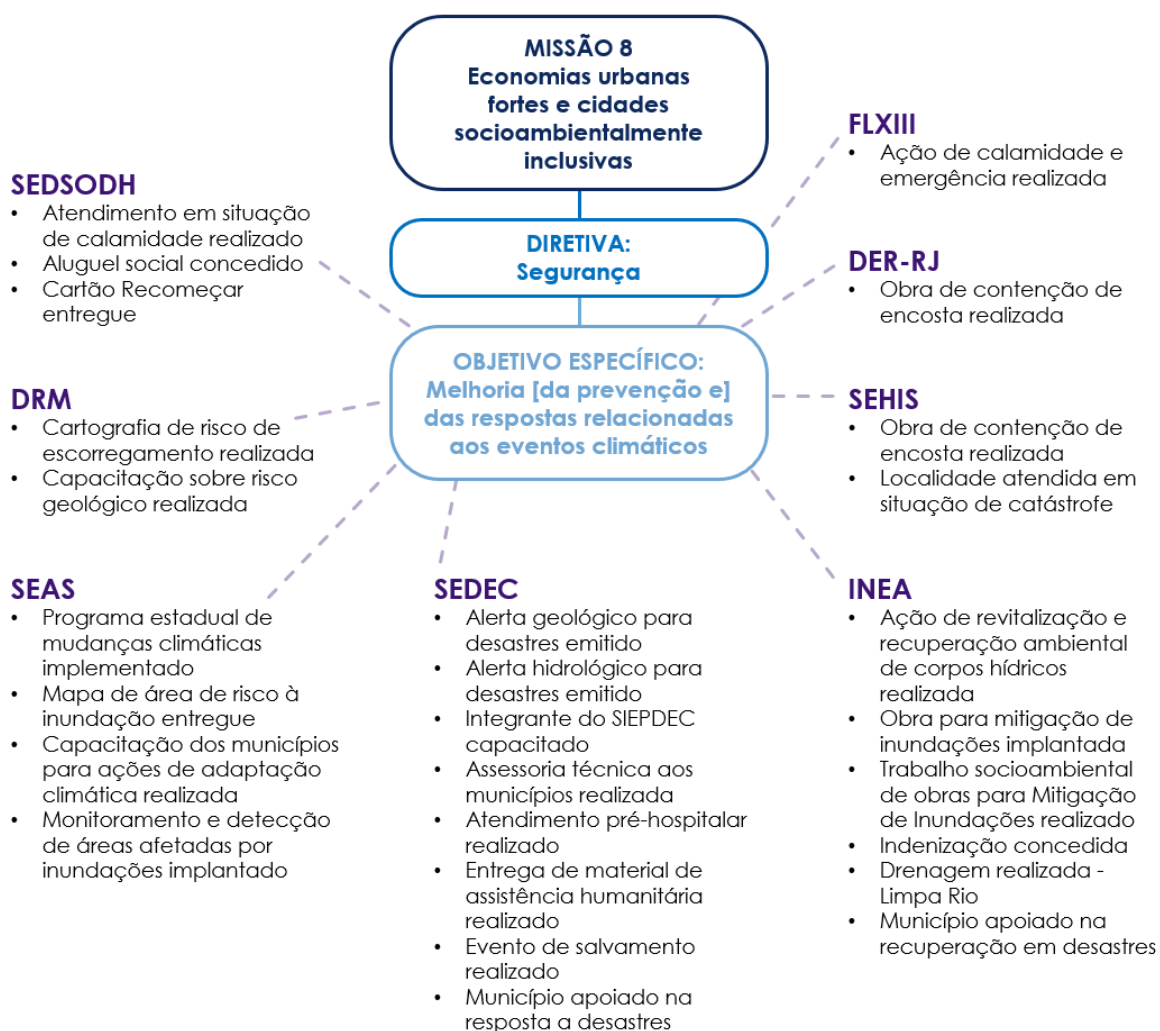 MISSÃO 8
Economias urbanas
fortes e cidades
socioambientalmente
inclusivas
DIRETIVA:
Segurança
OBJETIVO ESPECÍFICO:
Melhoria [da prevenção e]
das respostas relacionadas
aos eventos climáticos
SEDSODH
• Atendimento em situação
de calamidade realizado
• Aluguel social concedido
• Cartão Recomeçar
entregue
FLXIII
• Ação de calamidade e
emergência realizada
DER-RJ
• Obra de contenção de
encosta realizada
DRM
• Cartografia de risco de
escorregamento realizada
• Capacitação sobre risco
geológico realizada
SEHIS
• Obra de contenção de
encosta realizada
• Localidade atendida em
situação de catástrofe
SEAS
• Programa estadual de
mudanças climáticas
implementado
• Mapa de área de risco à
inundação entregue
• Capacitação dos municípios
para ações de adaptação
climática realizada
• Monitoramento e detecção
de áreas afetadas por
inundações implantado
SEDEC
• Alerta geológico para
desastres emitido
• Alerta hidrológico para
desastres emitido
• Integrante do SIEPDEC
capacitado
• Assessoria técnica aos
municípios realizada
• Atendimento pré-hospitalar
realizado
• Entrega de material de
assistência humanitária
realizado
• Evento de salvamento
realizado
• Município apoiado na
resposta a desastres
INEA
• Ação de revitalização e
recuperação ambiental
de corpos hídricos
realizada
• Obra para mitigação de
inundações implantada
• Trabalho socioambiental
de obras para Mitigação
de Inundações realizado
• Indenização concedida
• Drenagem realizada -
Limpa Rio
• Município apoiado na
recuperação em desastres